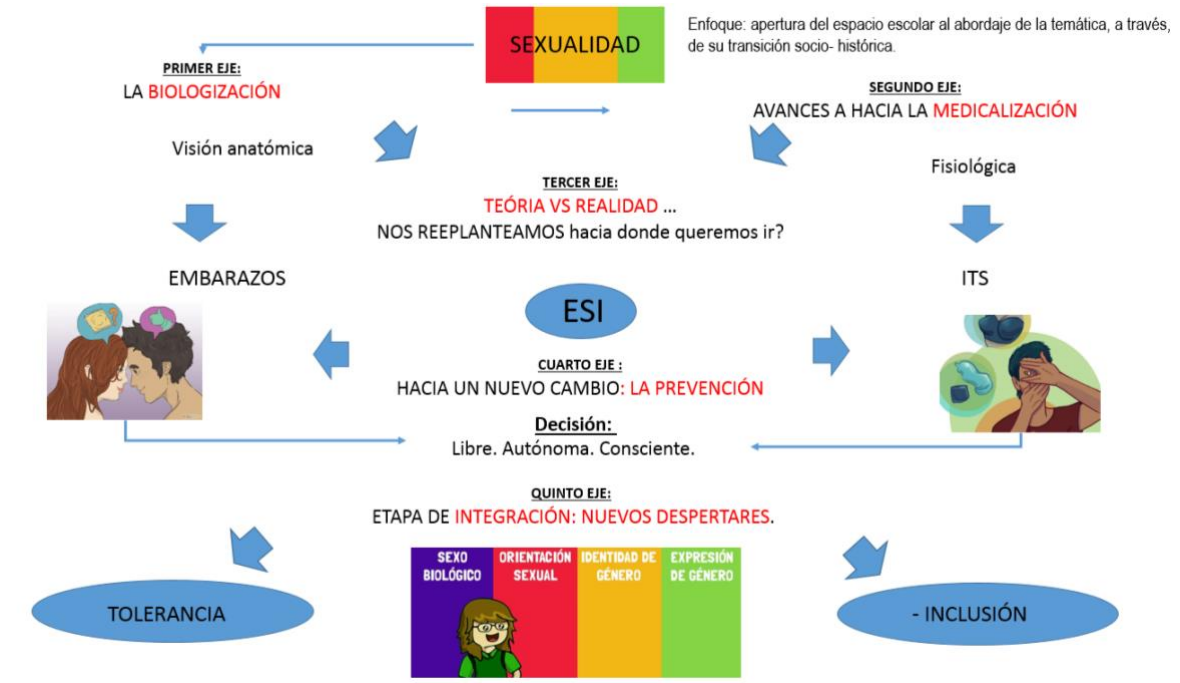 SEXUALIDAD
Enfoque: apertura del espacio escolar al abordaje de la temática, a través,
de su transición socio- histórica.
PRIMER EJE:
LA BIOLOGIZACIÓN
Visión anatómica
SEGUNDO EJE:
AVANCES A HACIA LA MEDICALIZACIÓN
Fisiológica
TERCER EJE:
TEÓRIA VS REALIDAD ...
NOS REEPLANTEAMOS hacia donde queremos ir?
EMBARAZOS
ITS
ESI
CUARTO EJE :
HACIA UN NUEVO CAMBIO: LA PREVENCIÓN
Decisión:
Libre. Autónoma. Consciente.
QUINTO EJE:
ETAPA DE INTEGRACIÓN: NUEVOS DESPERTARES.
SEXO
BIOLÓGICO
ORIENTACIÓN
SEXUAL
IDENTIDAD DE
GÉNERO
EXPRESIÓN
DE GÉNERO
TOLERANCIA
- INCLUSIÓN